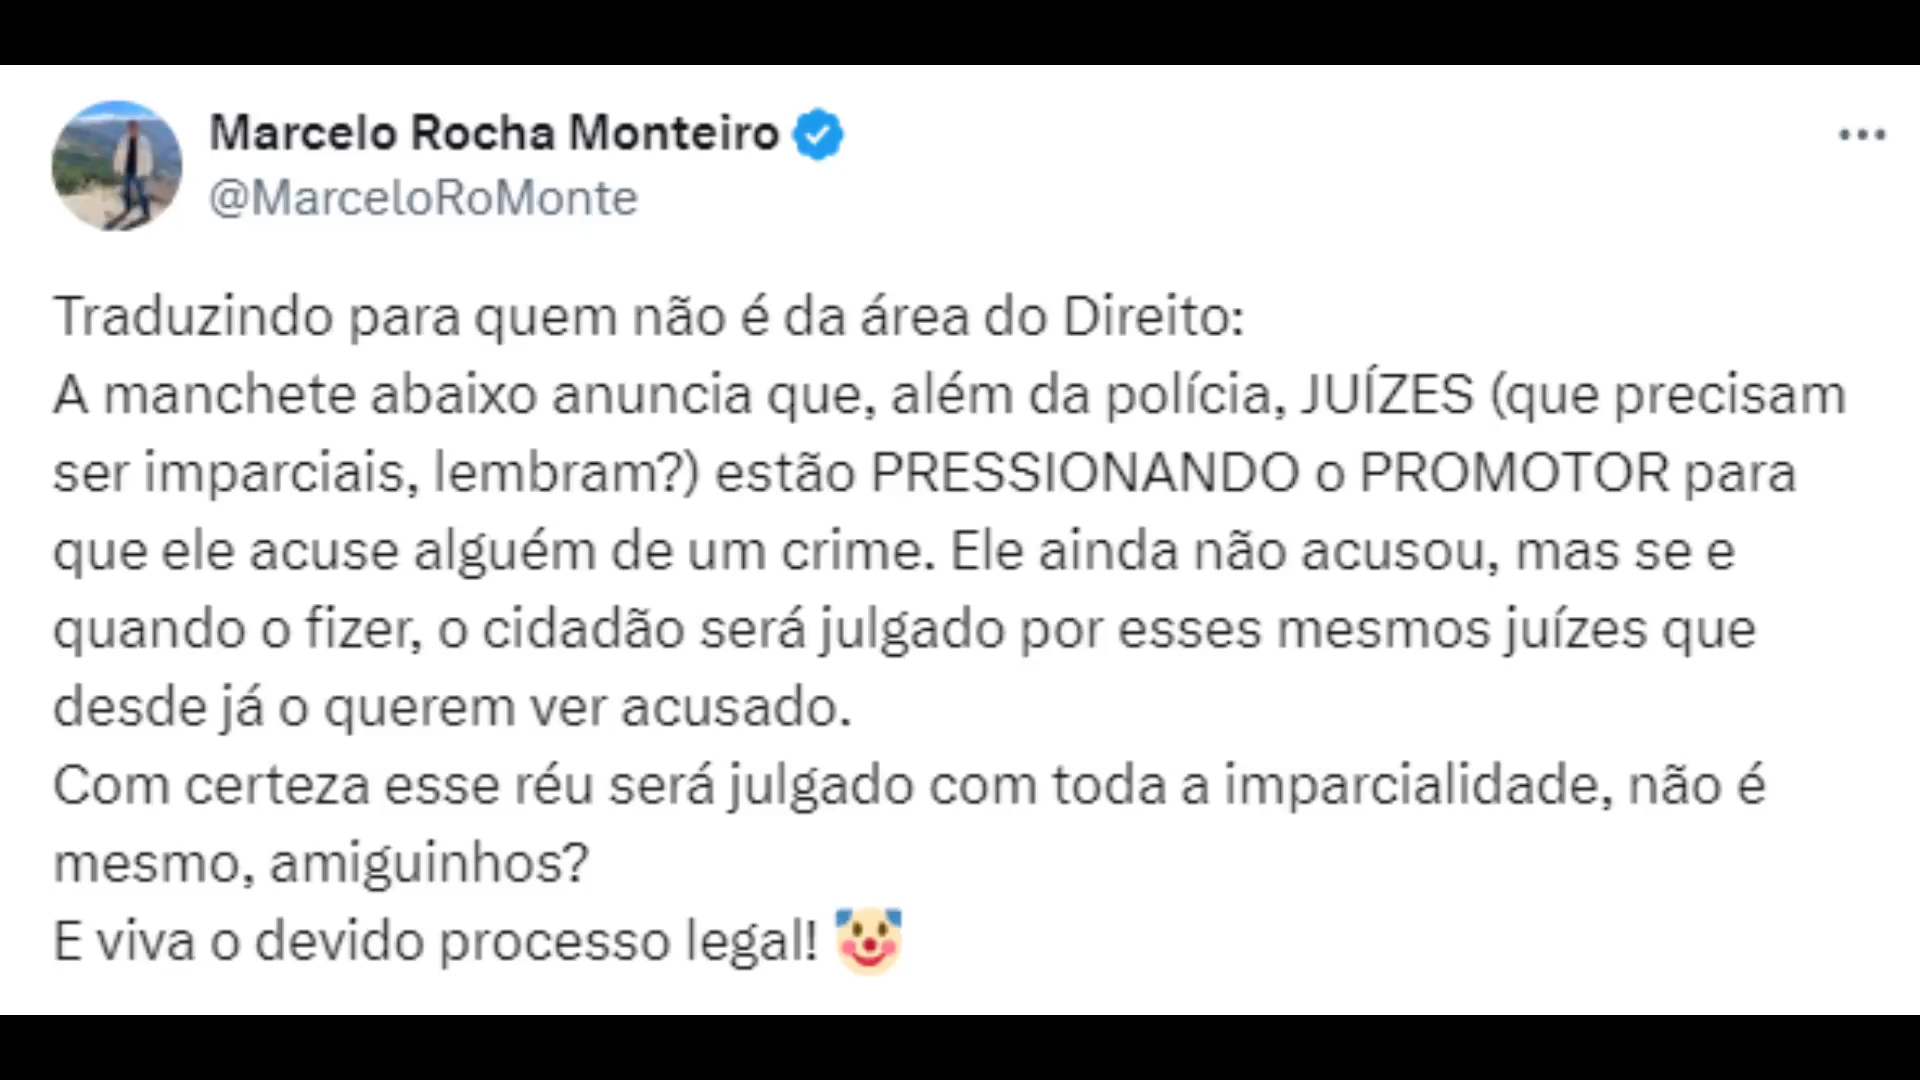 Marcelo Rocha Monteiro
@MarceloRoMonte
Traduzindo para quem não é da área do Direito:
A manchete abaixo anuncia que, além da polícia, JUÍZES (que precisam
ser imparciais, lembram?) estão PRESSIONANDO o PROMOTOR para
que ele acuse alguém de um crime. Ele ainda não acusou, mas se e
quando o fizer, o cidadão será julgado por esses mesmos juízes que
desde já o querem ver acusado.
Com certeza esse réu será julgado com toda a imparcialidade, não é
mesmo, amiguinhos?
E viva o devido processo legal! 🤡